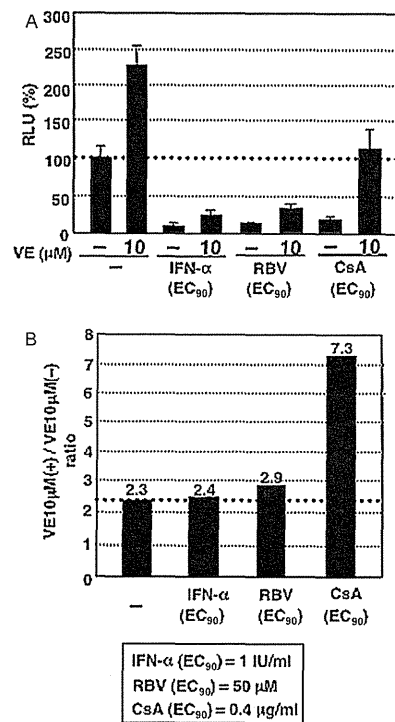 A
RLU (%)
300
250
200
150
100
50
0
VE (µM) – 10 – 10 – 10 – 10
– IFN-α RBV CsA
(EC90) (EC90) (EC90)
B
VE10µM(+) / VE10µM(–)
ratio
8
7
6
5
4
3
2
1
0
2.3 2.4 2.9 7.3
– IFN-α RBV CsA
(EC90) (EC90) (EC90)
IFN-α (EC90) = 1 IU/ml
RBV (EC90) = 50 µM
CsA (EC90) = 0.4 µg/ml